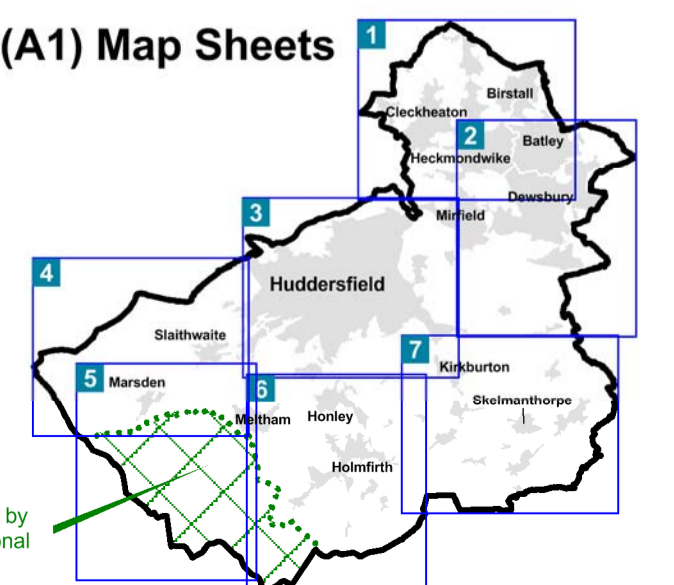 (A1) Map Sheets
1
Birstall
Cleckheaton
2
Batley
Heckmondwike
Dewsbury
3
Mirfield
4
Huddersfield
Slaithwaite
7
5
Marsden
6
Kirkburton
Skelmanthorpe
Meltham
Honley
Holmfirth
by
onal